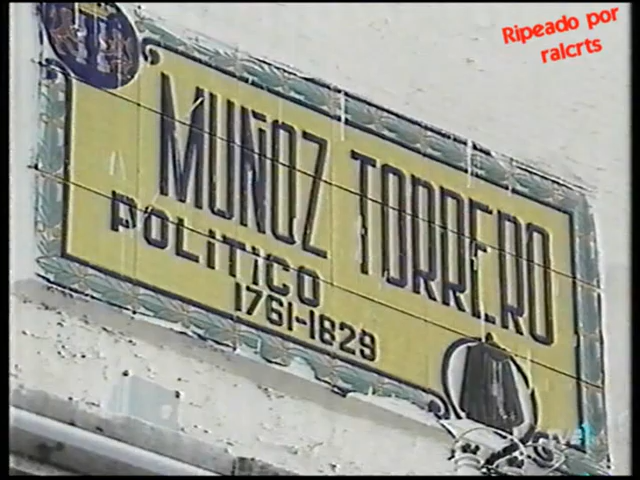 Ripeado por
ralcrts
MUÑOZ TORRERO
POLITICO
1761-1829